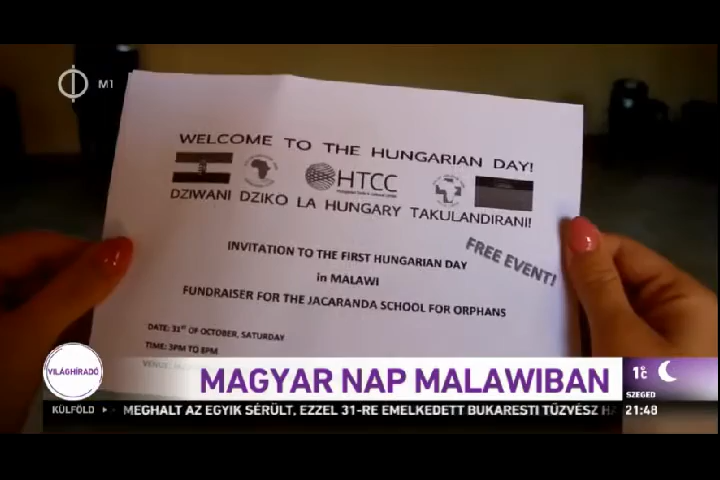 M1
WELCOME TO THE HUNGARIAN DAY!
HTCC
DZIWANI DZIKO LA HUNGARY TAKULANDIRANI!
FREE EVENT!
INVITATION TO THE FIRST HUNGARIAN DAY
in MALAWI
FUNDRAISER FOR THE JACARANDA SCHOOL FOR ORPHANS
DATE: 31ST OF OCTOBER, SATURDAY
TIME: 3PM TO 8PM
VILÁGHÍRADÓ
MAGYAR NAP MALAWIBAN
1°C
SZEGED
KÜLFÖLD
MEGHALT AZ EGYIK SÉRÜLT, EZZEL 31-RE EMELKEDETT BUKARESTI TŰZVÉSZ
21:48